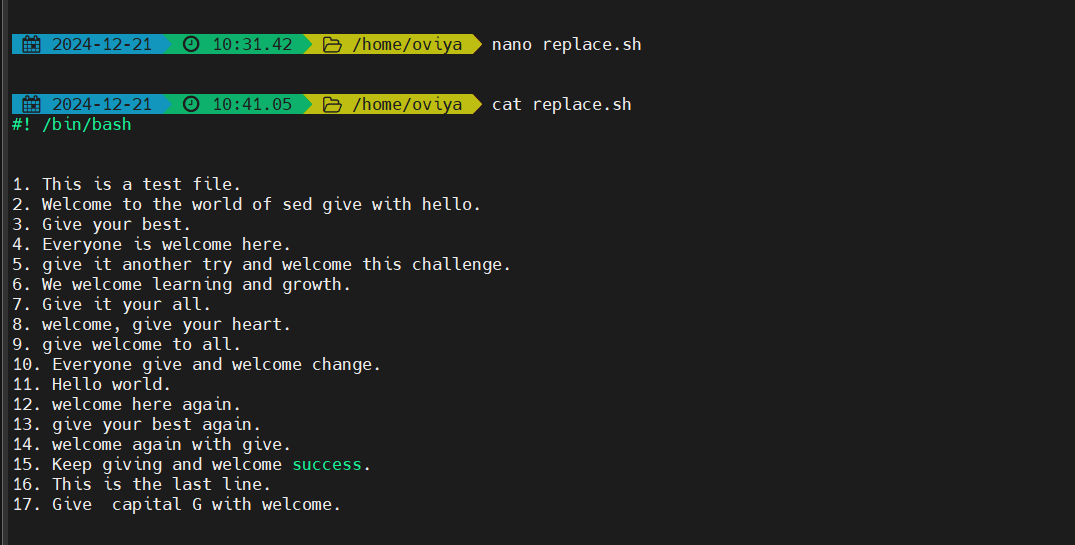 2024-12-21 10:31.42 /home/oviya nano replace.sh
2024-12-21 10:41.05 /home/oviya cat replace.sh
#! /bin/bash
1. This is a test file.
2. Welcome to the world of sed give with hello.
3. Give your best.
4. Everyone is welcome here.
5. give it another try and welcome this challenge.
6. We welcome learning and growth.
7. Give it your all.
8. welcome, give your heart.
9. give welcome to all.
10. Everyone give and welcome change.
11. Hello world.
12. welcome here again.
13. give your best again.
14. welcome again with give.
15. Keep giving and welcome success.
16. This is the last line.
17. Give  capital G with welcome.